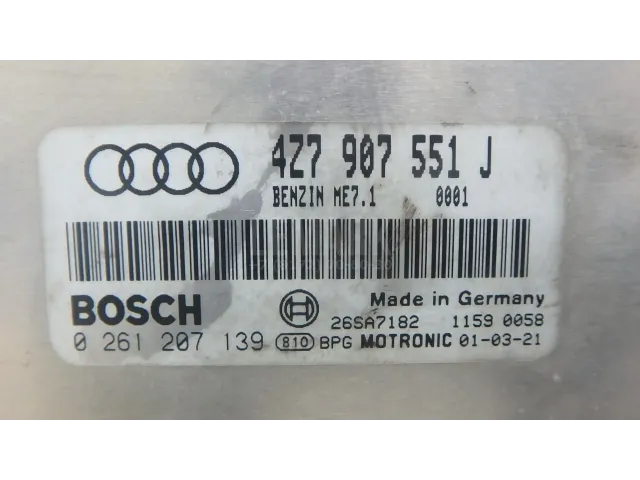 4Z7 907 551 J
BENZIN ME7.1 0001
BOSCH
Made in Germany
26SA7182 1159 0058
0 261 207 139 810 BPG MOTRONIC 01-03-21